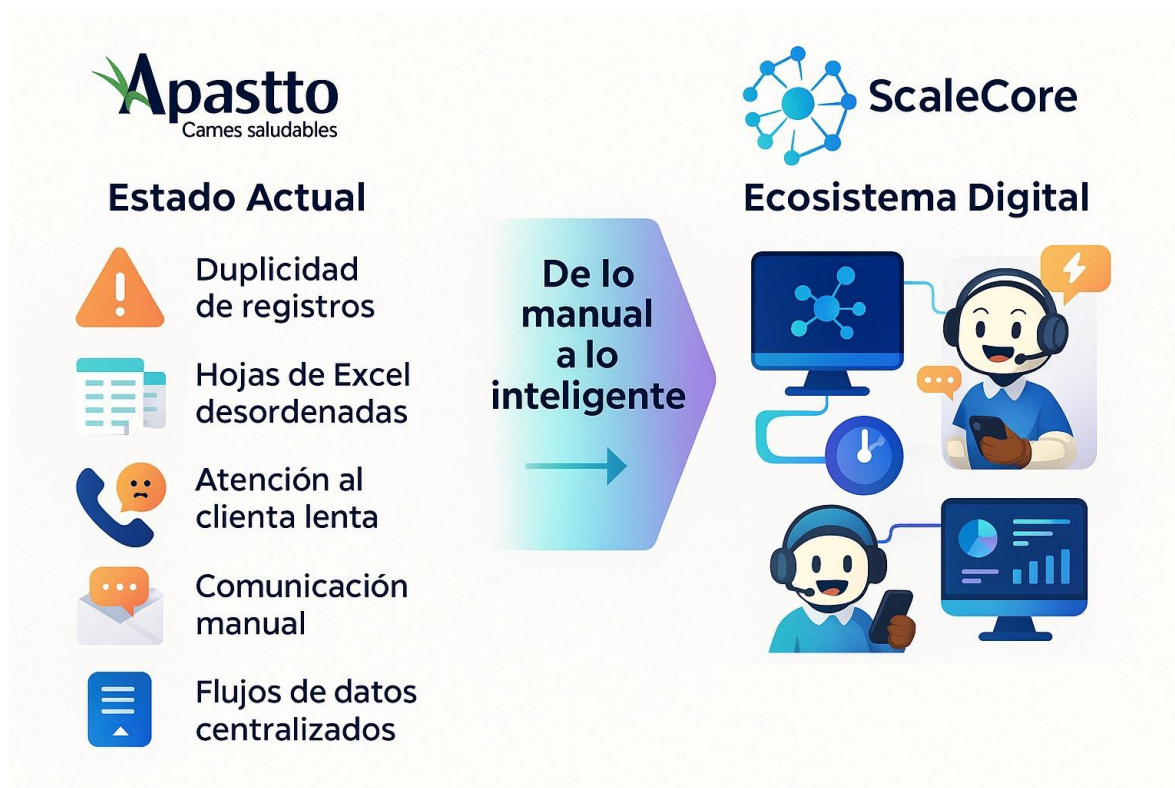 Apastto
Cames saludables
Estado Actual
Duplicidad
de registros
Hojas de Excel
desordenadas
Atención al
clienta lenta
Comunicación
manual
Flujos de datos
centralizados
De lo
manual
a lo
inteligente
ScaleCore
Ecosistema Digital